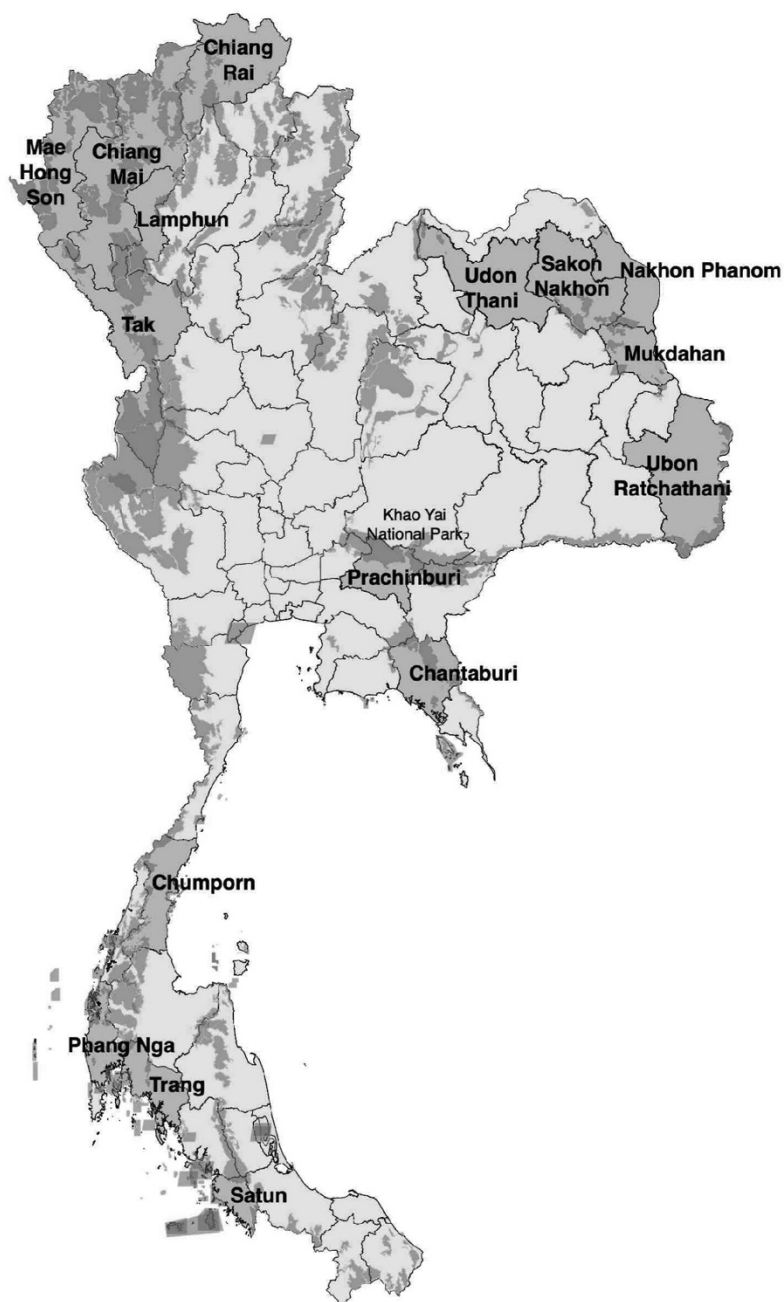 Chiang
Rai
Mae
Hong
Son
Chiang
Mai
Lamphun
Tak
Udon
Thani
Sakon
Nakhon
Nakhon Phanom
Mukdahan
Ubon
Ratchathani
Khao Yai
National Park
Prachinburi
Chantaburi
Chumporn
Phang Nga
Trang
Satun